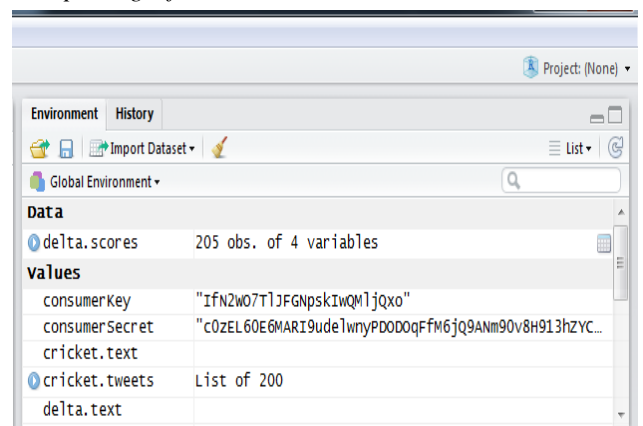 Project: (None)
Environment History
Import Dataset List
Global Environment
Data
delta.scores 205 obs. of 4 variables
Values
consumerKey "IfN2WO7TlJFGNpskIwQMljQxo"
consumerSecret "cOzEL6OE6MARI9udelwnyPDODOqFfM6jQ9ANm90v8H913hZYC…
cricket.text
cricket.tweets List of 200
delta.text